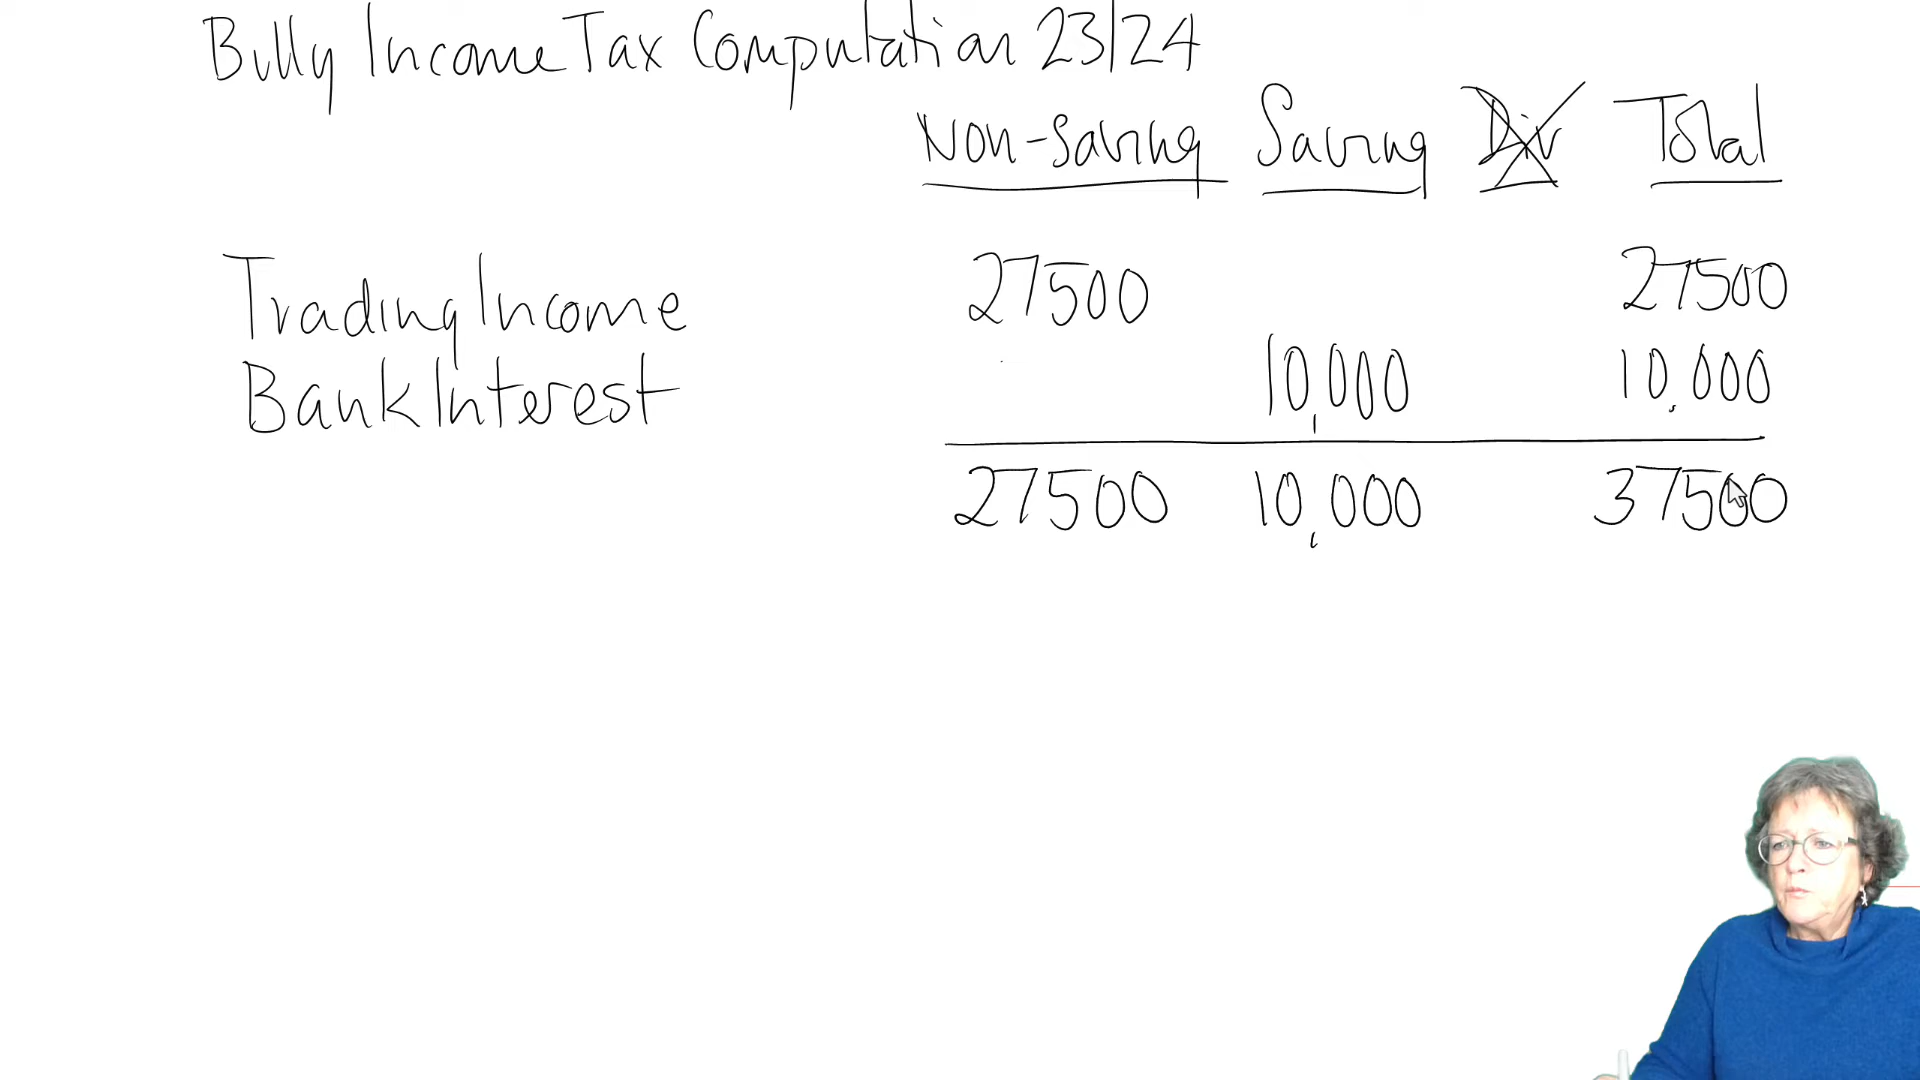 Billy Income Tax Computation 23/24
Non-Saving Saving Div Total
Trading Income 27500 27500
Bank Interest 10,000 10,000
27500 10,000 37500